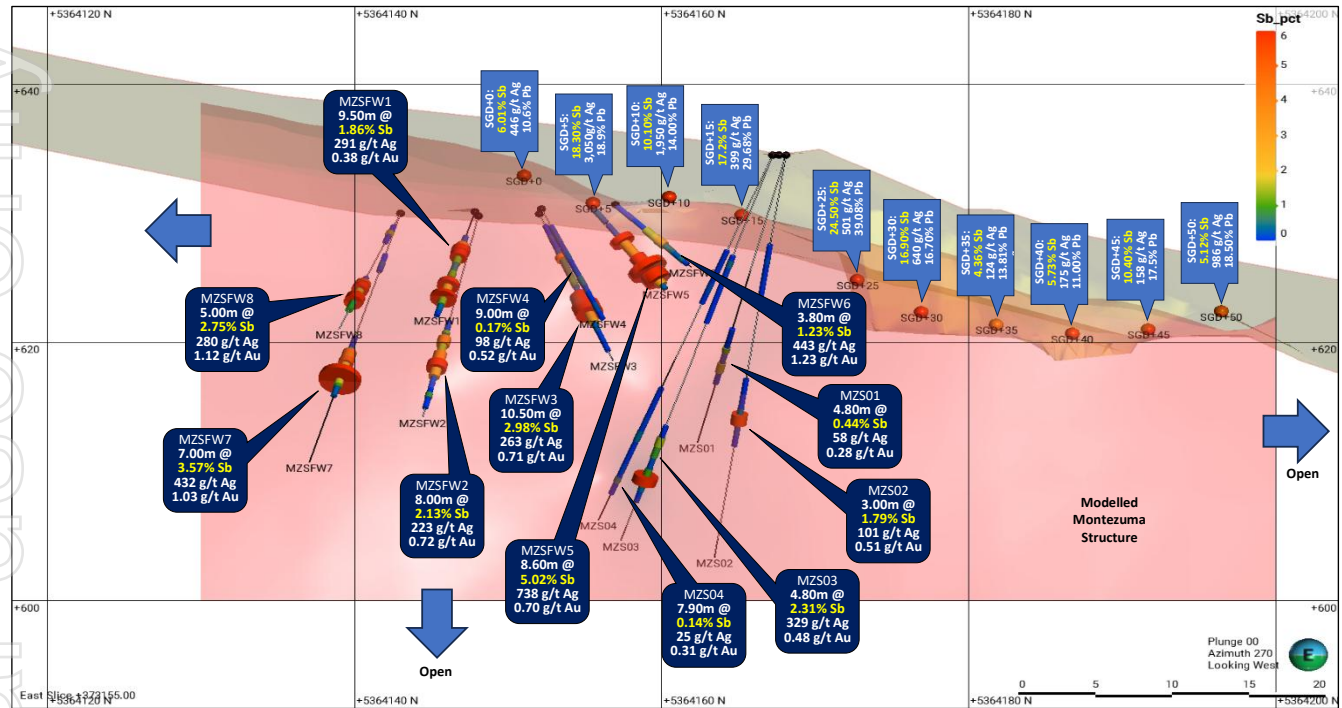 +5364120 N
+5364140 N
+5364160 N
+5364180 N
+5364200 N
Sb_pct
6
5
4
3
2
1
0
+640
+640
+620
+620
+600
+600
MZSFW1
9.50m @
1.86% Sb
291 g/t Ag
0.38 g/t Au
SGD+0:
6.01% Sb
446 g/t Ag
10.6% Pb
SGD+5:
18.30% Sb
3,050g/t Ag
18.9% Pb
SGD+10:
10.10% Sb
1,950 g/t Ag
14.00% Pb
SGD+15:
17.2% Sb
399 g/t Ag
29.68% Pb
SGD+25:
24.50% Sb
501 g/t Ag
39.08% Pb
SGD+30:
16.90% Sb
640 g/t Ag
16.70% Pb
SGD+35:
4.36% Sb
124 g/t Ag
13.81% Pb
SGD+40:
5.73% Sb
175 g/t Ag
11.00% Pb
SGD+45:
10.40% Sb
158 g/t Ag
17.5% Pb
SGD+50:
5.12% Sb
986 g/t Ag
18.50% Pb
SGD+0
SGD+5
SGD+10
SGD+15
SGD+25
SGD+30
SGD+35
SGD+40
SGD+45
SGD+50
MZSFW8
5.00m @
2.75% Sb
280 g/t Ag
1.12 g/t Au
MZSFW4
9.00m @
0.17% Sb
98 g/t Ag
0.52 g/t Au
MZSFW6
3.80m @
1.23% Sb
443 g/t Ag
1.23 g/t Au
MZSFW8
MZSFW1
MZSFW4
MZSFW3
MZSFW5
MZSFW7
MZSFW2
MZS01
MZS04
MZS03
MZS02
MZSFW7
7.00m @
3.57% Sb
432 g/t Ag
1.03 g/t Au
MZSFW3
10.50m @
2.98% Sb
263 g/t Ag
0.71 g/t Au
MZS01
4.80m @
0.44% Sb
58 g/t Ag
0.28 g/t Au
MZSFW2
8.00m @
2.13% Sb
223 g/t Ag
0.72 g/t Au
MZS02
3.00m @
1.79% Sb
101 g/t Ag
0.51 g/t Au
MZSFW5
8.60m @
5.02% Sb
738 g/t Ag
0.70 g/t Au
MZS04
7.90m @
0.14% Sb
25 g/t Ag
0.31 g/t Au
MZS03
4.80m @
2.31% Sb
329 g/t Ag
0.48 g/t Au
Modelled
Montezuma
Structure
Open
Open
Plunge 00
Azimuth 270
Looking West
E
0 5 10 15 20
East Slice +373155.00
+5364120 N
+5364140 N
+5364160 N
+5364180 N
+5364200 N